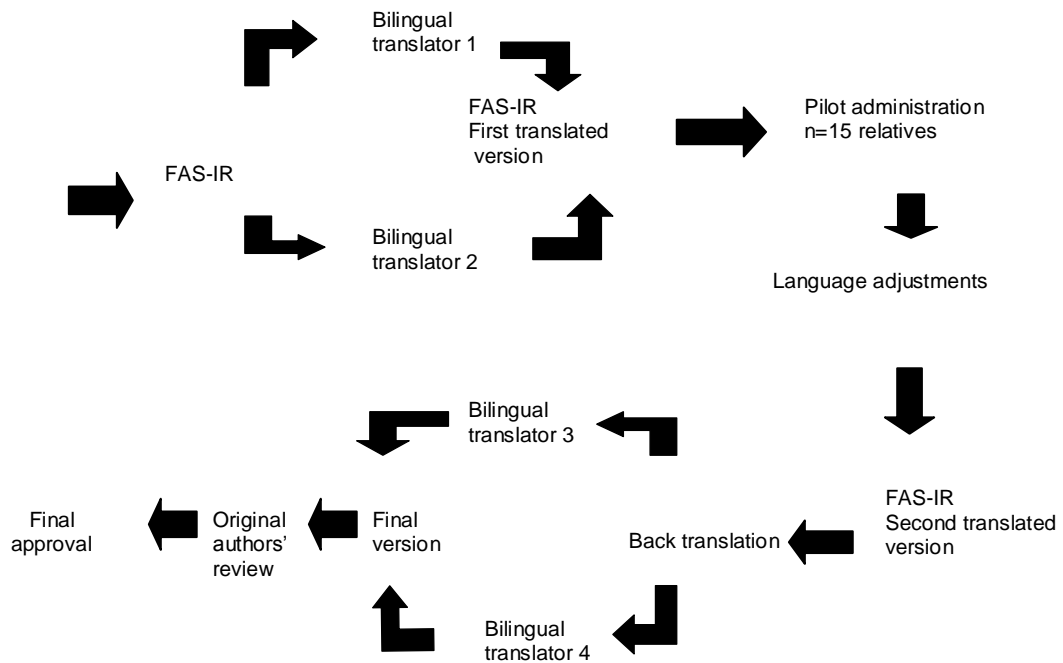 Bilingual
translator 1
FAS-IR
First translated
version
Pilot administration
n=15 relatives
FAS-IR
Bilingual
translator 2
Language adjustments
Bilingual
translator 3
FAS-IR
Second translated
version
Back translation
Final
version
Original
authors’
review
Final
approval
Bilingual
translator 4